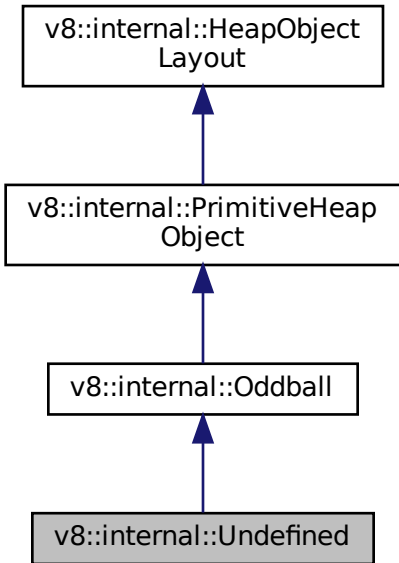 v8::internal::HeapObject
Layout
v8::internal::PrimitiveHeap
Object
v8::internal::Oddball
v8::internal::Undefined